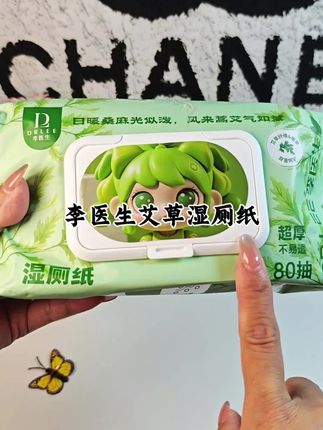 CHANE
DRLEE
李医生
日暖桑麻光似泼，风来蒿艾气如薰
李医生艾草湿厕纸
湿厕纸
超厚
不易透
80抽